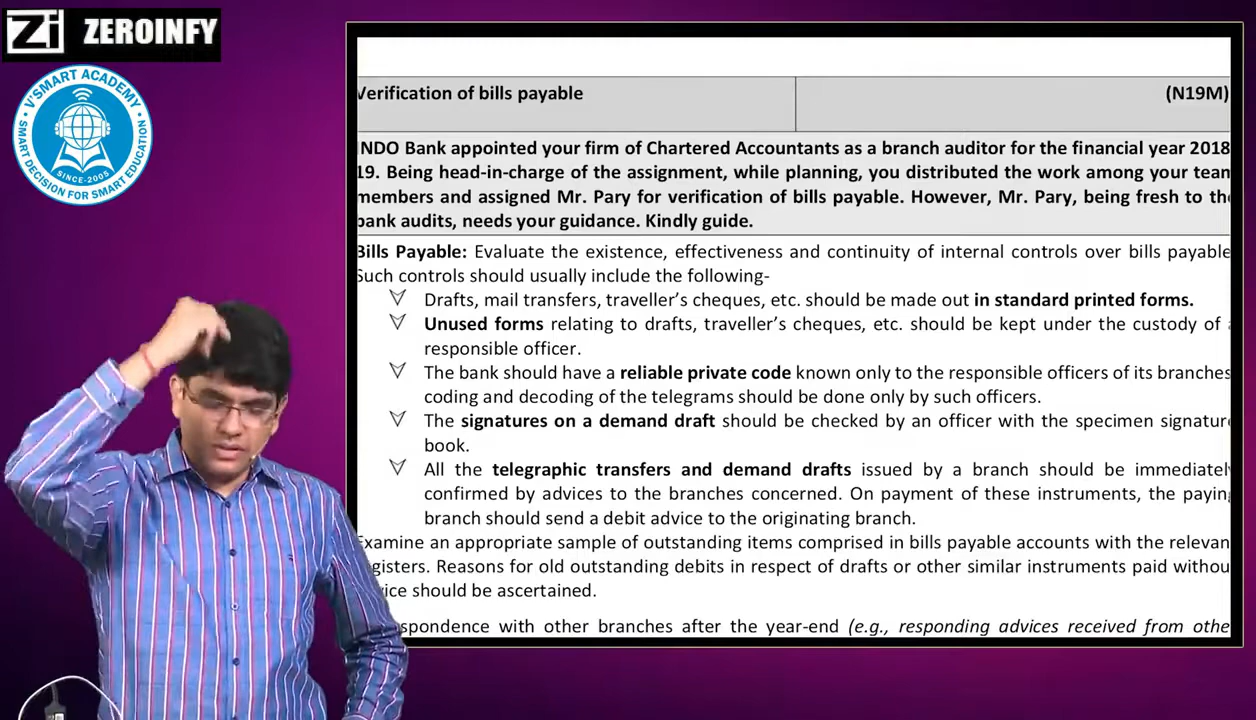 Zi ZEROINFY
V'SMART ACADEMY
SINCE-2005
SMART DECISION FOR SMART EDUCATION
Verification of bills payable (N19M)
INDO Bank appointed your firm of Chartered Accountants as a branch auditor for the financial year 2018
19. Being head-in-charge of the assignment, while planning, you distributed the work among your team
members and assigned Mr. Pary for verification of bills payable. However, Mr. Pary, being fresh to the
bank audits, needs your guidance. Kindly guide.
Bills Payable: Evaluate the existence, effectiveness and continuity of internal controls over bills payable
Such controls should usually include the following-
Drafts, mail transfers, traveller's cheques, etc. should be made out in standard printed forms.
Unused forms relating to drafts, traveller's cheques, etc. should be kept under the custody of
responsible officer.
The bank should have a reliable private code known only to the responsible officers of its branches
coding and decoding of the telegrams should be done only by such officers.
The signatures on a demand draft should be checked by an officer with the specimen signature
book.
All the telegraphic transfers and demand drafts issued by a branch should be immediatel
confirmed by advices to the branches concerned. On payment of these instruments, the payin
branch should send a debit advice to the originating branch.
Examine an appropriate sample of outstanding items comprised in bills payable accounts with the relevan
gisters. Reasons for old outstanding debits in respect of drafts or other similar instruments paid withou
vice should be ascertained.
spondence with other branches after the year-end (e.g., responding advices received from othe